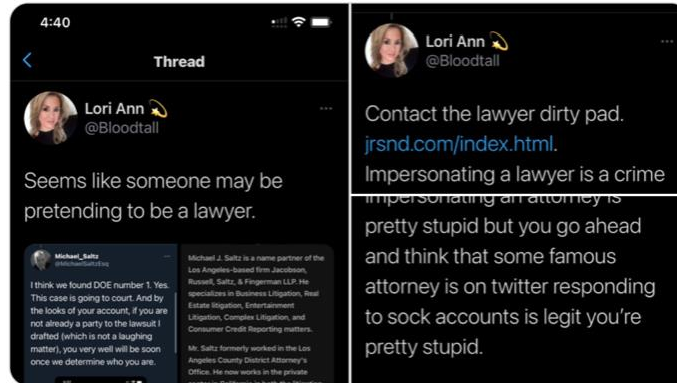 4:40
Thread
Lori Ann 💫
@Bloodtall
Seems like someone may be
pretending to be a lawyer.
Michael_Saltz
@MichaelSaltzEsq
I think we found DOE number 1. Yes.
This case is going to court. And by
the looks of your account, if you are
not already a party to the lawsuit I
drafted (which is not a laughing
matter), you very well will be soon
once we determine who you are.
Michael J. Saltz is a name partner of the
Los Angeles-based firm Jacobson,
Russell, Saltz, & Fingerman LLP. He
specializes in Business Litigation, Real
Estate litigation, Entertainment
Litigation, Complex Litigation, and
Consumer Credit Reporting matters.
Mr. Saltz formerly worked in the Los
Angeles County District Attorney's
Office. He now works in the private
Lori Ann 💫
@Bloodtall
Contact the lawyer dirty pad.
jrsnd.com/index.html.
Impersonating a lawyer is a crime
impersonating an attorney is
pretty stupid but you go ahead
and think that some famous
attorney is on twitter responding
to sock accounts is legit you’re
pretty stupid.